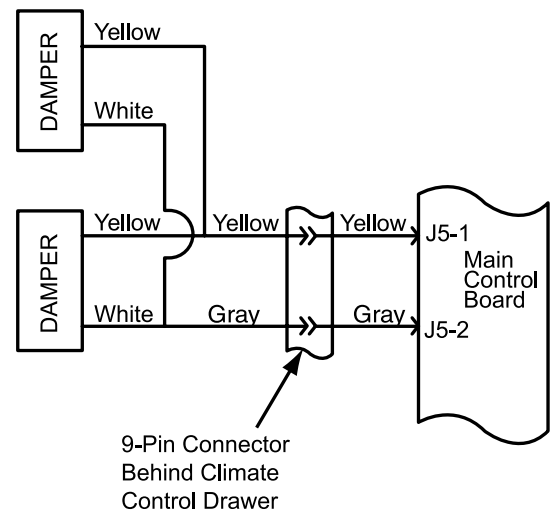 DAMPER
Yellow
White
DAMPER
Yellow
Yellow
Yellow
J5-1
White
Gray
Gray
J5-2
Main
Control
Board
9-Pin Connector
Behind Climate
Control Drawer